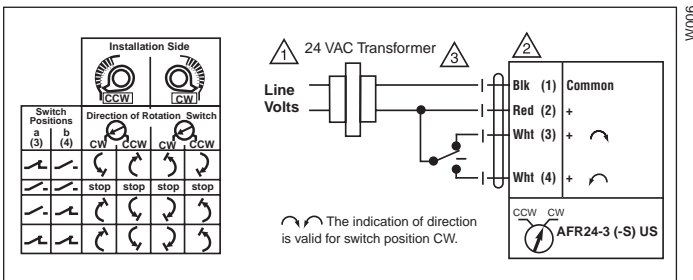 Installation Side
CCW
CW
Switch
Positions
a
(3)
b
(4)
Direction of Rotation Switch
CW
CCW
CW
CCW
stop
stop
stop
stop
1
24 VAC Transformer
3
2
Line
Volts
Blk (1) Common
Red (2) +
Wht (3) +
Wht (4) +
The indication of direction
is valid for switch position CW.
CCW CW
AFR24-3 (-S) US
W006